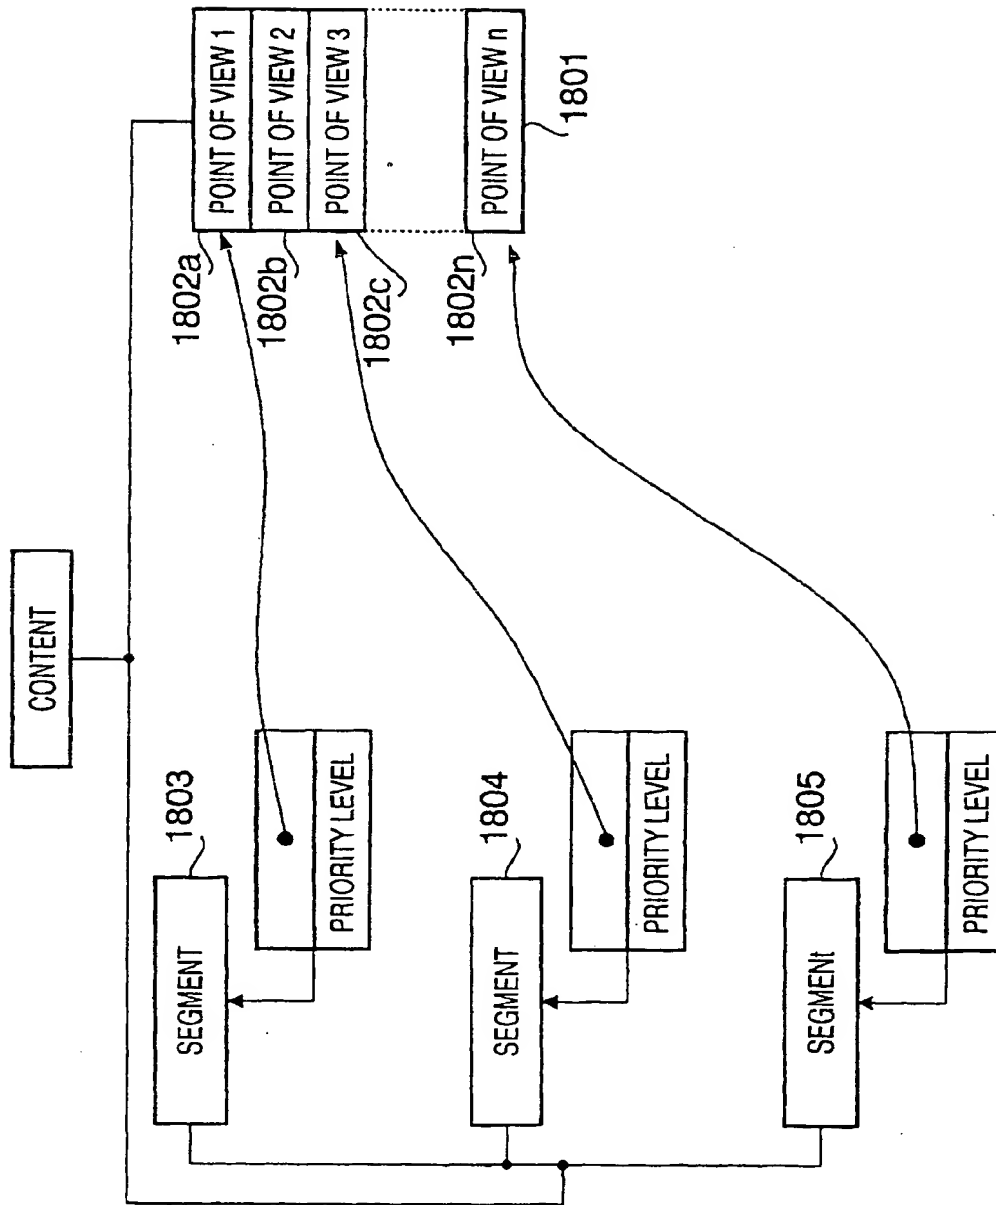 CONTENT
1803
SEGMENT
PRIORITY LEVEL
1804
SEGMENT
PRIORITY LEVEL
1805
SEGMENt
PRIORITY LEVEL
1802a
POINT OF VIEW 1
1802b
POINT OF VIEW 2
1802c
POINT OF VIEW 3
1802n
POINT OF VIEW n
1801